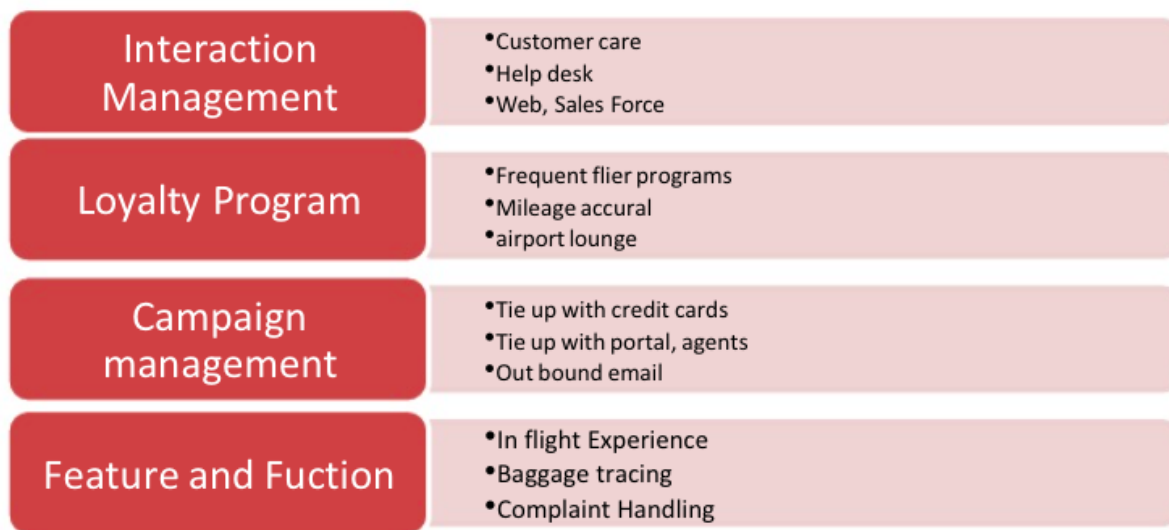 Interaction
Management
•Customer care
•Help desk
•Web, Sales Force
Loyalty Program
•Frequent flier programs
•Mileage accural
•airport lounge
Campaign
management
•Tie up with credit cards
•Tie up with portal, agents
•Out bound email
Feature and Fuction
•In flight Experience
•Baggage tracing
•Complaint Handling